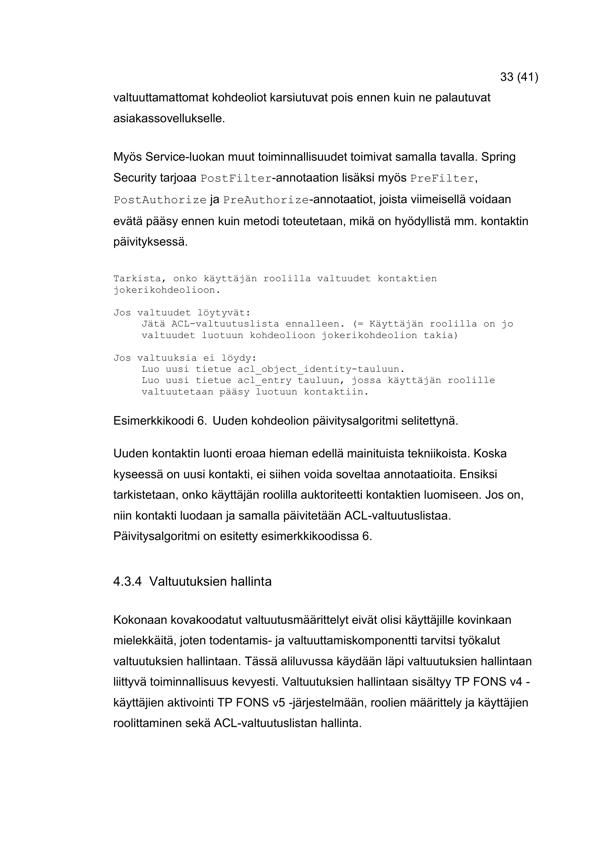 33 (41)
valtuuttamattomat kohdeoliot karsiutuvat pois ennen kuin ne palautuvat
asiakassovellukselle.
Myös Service-luokan muut toiminnallisuudet toimivat samalla tavalla. Spring
Security tarjoaa PostFilter-annotaation lisäksi myös PreFilter,
PostAuthorize ja PreAuthorize-annotaatiot, joista viimeisellä voidaan
evätä pääsy ennen kuin metodi toteutetaan, mikä on hyödyllistä mm. kontaktin
päivityksessä.
Tarkista, onko käyttäjän roolilla valtuudet kontaktien
jokerikohdeolioon.
Jos valtuudet löytyvät:
Jätä ACL-valtuutuslista ennalleen. (= Käyttäjän roolilla on jo
valtuudet luotuun kohdeolioon jokerikohdeolion takia)
Jos valtuuksia ei löydy:
Luo uusi tietue acl_object_identity-tauluun.
Luo uusi tietue acl_entry tauluun, jossa käyttäjän roolille
valtuutetaan pääsy luotuun kontaktiin.
Esimerkkikoodi 6. Uuden kohdeolion päivitysalgoritmi selitettynä.
Uuden kontaktin luonti eroaa hieman edellä mainituista tekniikoista. Koska
kyseessä on uusi kontakti, ei siihen voida soveltaa annotaatioita. Ensiksi
tarkistetaan, onko käyttäjän roolilla auktoriteetti kontaktien luomiseen. Jos on,
niin kontakti luodaan ja samalla päivitetään ACL-valtuutuslistaa.
Päivitysalgoritmi on esitetty esimerkkikoodissa 6.
4.3.4 Valtuutuksien hallinta
Kokonaan kovakoodatut valtuutusmäärittelyt eivät olisi käyttäjille kovinkaan
mielekkäitä, joten todentamis- ja valtuuttamiskomponentti tarvitsi työkalut
valtuutuksien hallintaan. Tässä aliluvussa käydään läpi valtuutuksien hallintaan
liittyvä toiminnallisuus kevyesti. Valtuutuksien hallintaan sisältyy TP FONS v4 -
käyttäjien aktivointi TP FONS v5 -järjestelmään, roolien määrittely ja käyttäjien
roolittaminen sekä ACL-valtuutuslistan hallinta.